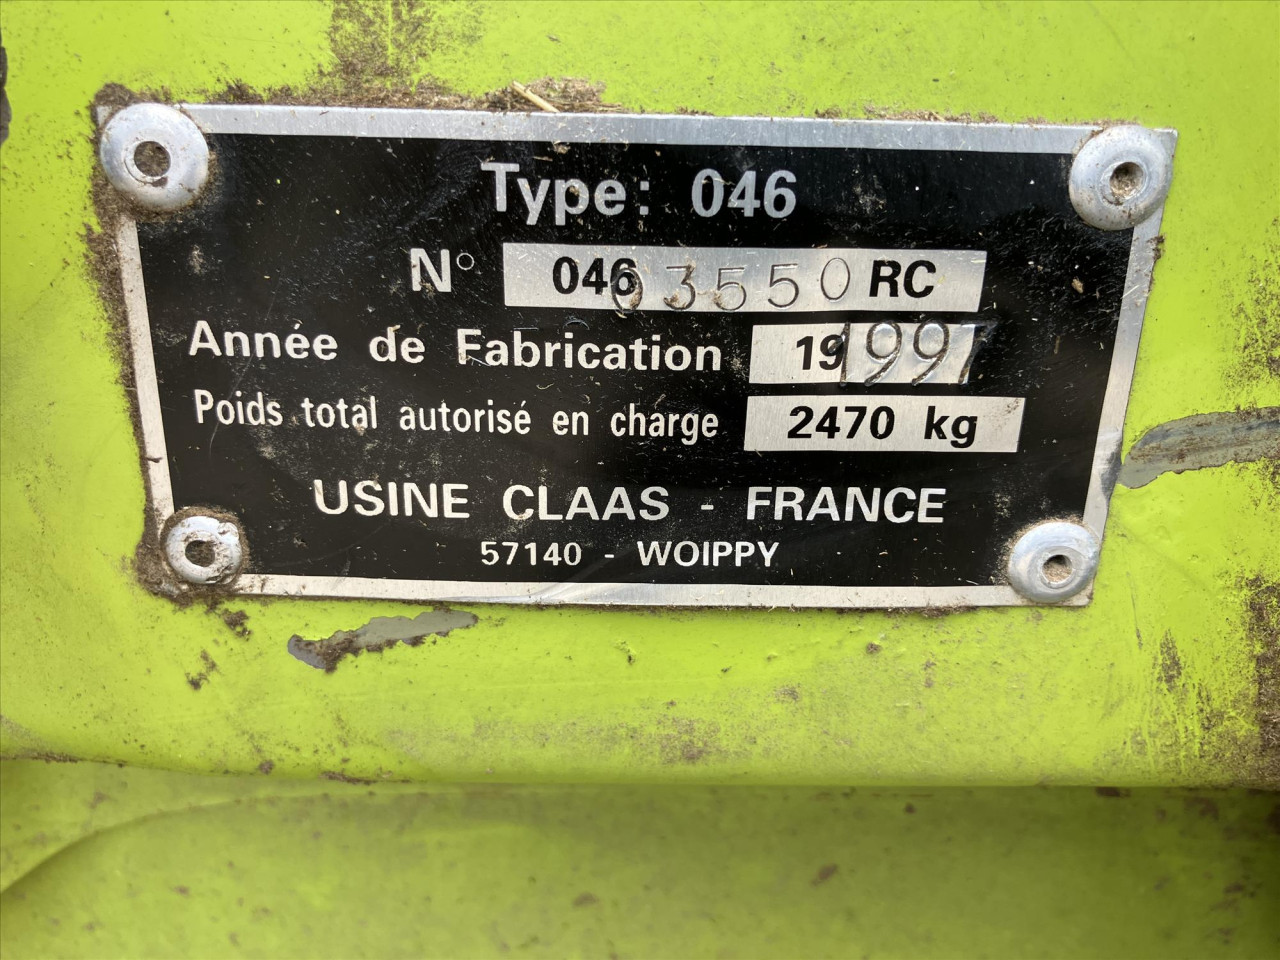 Type: 046
N° 046 03550 RC
Année de Fabrication 19 1997
Poids total autorisé en charge 2470 kg
USINE CLAAS - FRANCE
57140 - WOIPPY